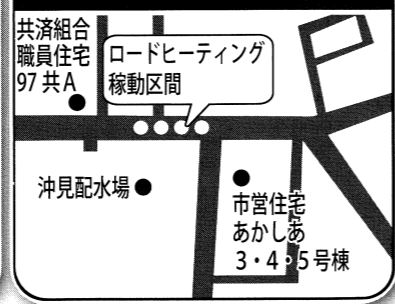 共済組合
職員住宅
97共A
ロードヒーティング
稼動区間
沖見配水場
市営住宅
あかしあ
3・4・5号棟